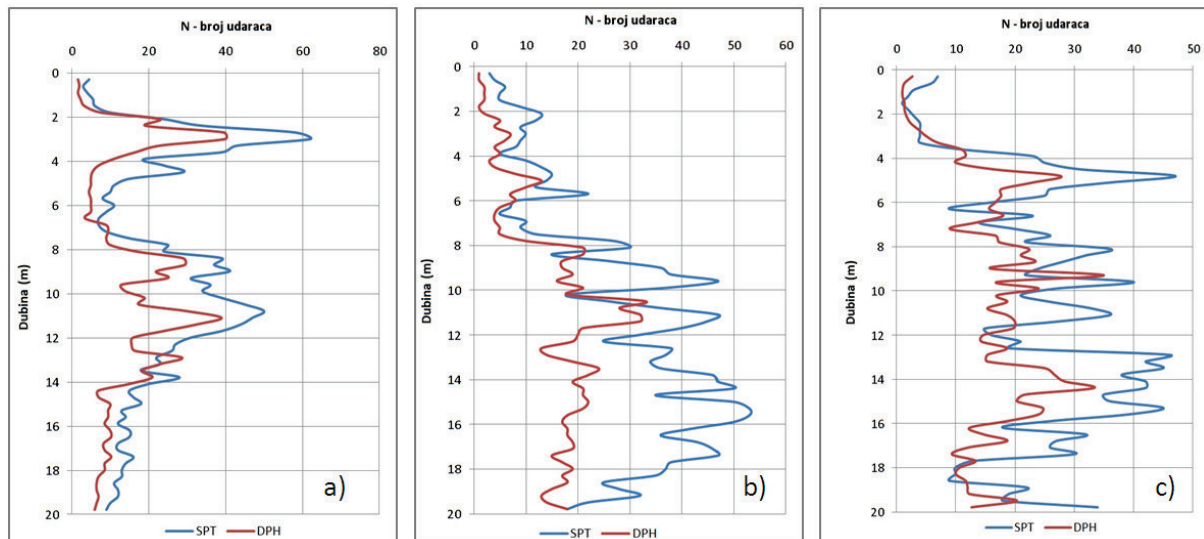 N - broj udaraca
0 20 40 60 80
0
2
4
6
8
10
12
14
16
18
20
Dubina (m)
a)
SPT DPH
N - broj udaraca
0 10 20 30 40 50 60
0
2
4
6
8
10
12
14
16
18
20
Dubina (m)
b)
SPT DPH
N - broj udaraca
0 10 20 30 40 50
0
2
4
6
8
10
12
14
16
18
20
Dubina (m)
c)
SPT DPH